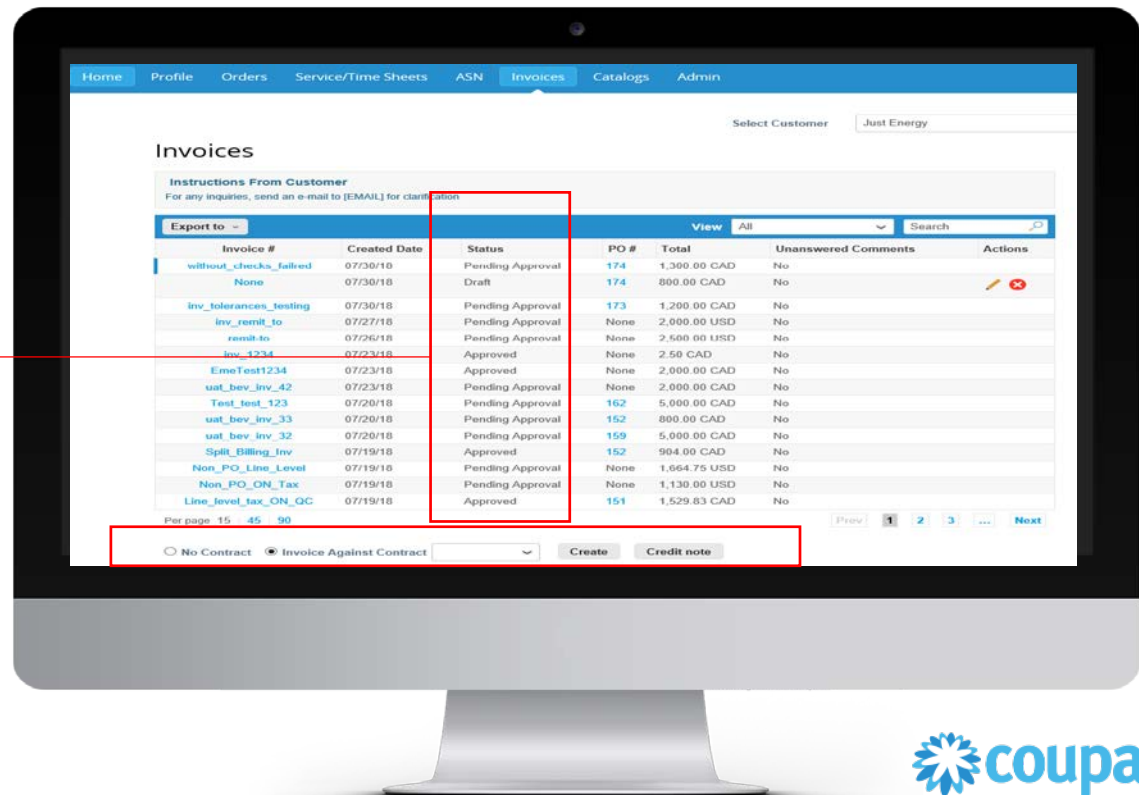 Home Profile Orders Service/Time Sheets ASN Invoices Catalogs Admin
Select Customer Just Energy
Invoices
Instructions From Customer
For any inquiries, send an e-mail to [EMAIL] for clarification
Export to View All Search
Invoice # Created Date Status PO # Total Unanswered Comments Actions
without_checks_failred 07/30/18 Pending Approval 174 1,300.00 CAD No
None 07/30/18 Draft 174 800.00 CAD No
inv_tolerances_testing 07/30/18 Pending Approval 173 1,200.00 CAD No
inv_remit_to 07/27/18 Pending Approval None 2,000.00 USD No
remit-to 07/26/18 Pending Approval None 2,500.00 USD No
inv_1234 07/23/18 Approved None 2.50 CAD No
EmeTest1234 07/23/18 Approved None 2,000.00 CAD No
uat_bev_inv_42 07/23/18 Pending Approval None 2,000.00 CAD No
Test_test_123 07/20/18 Pending Approval 162 5,000.00 CAD No
uat_bev_inv_33 07/20/18 Pending Approval 152 800.00 CAD No
uat_bev_inv_32 07/20/18 Pending Approval 159 5,000.00 CAD No
Split_Billing_Inv 07/19/18 Approved 152 904.00 CAD No
Non_PO_Line_Level 07/19/18 Pending Approval None 1,664.75 USD No
Non_PO_ON_Tax 07/19/18 Pending Approval None 1,130.00 USD No
Line_level_tax_ON_QC 07/19/18 Approved 151 1,529.83 CAD No
Per page 15 45 90 Prev 1 2 3 ... Next
No Contract Invoice Against Contract Create Credit note
coupa